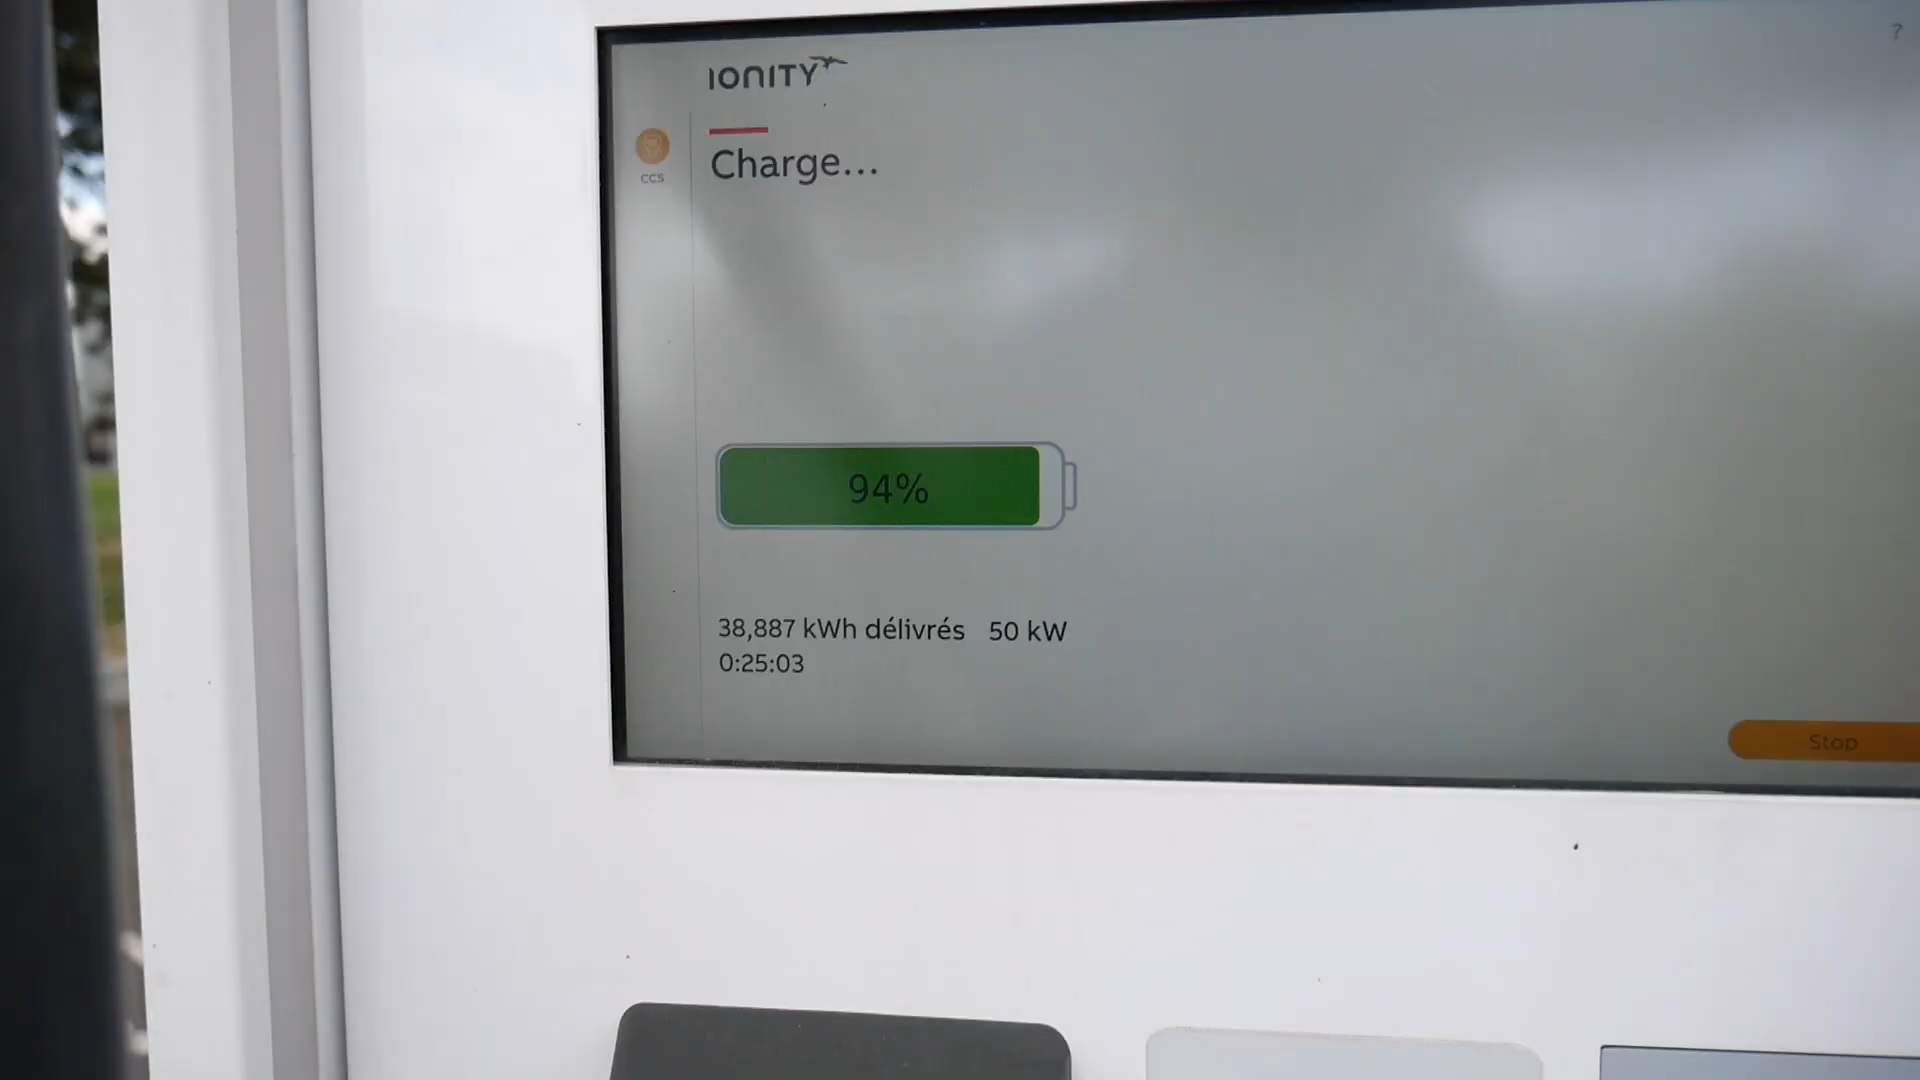 IONITY
?
CCS
Charge...
94%
38,887 kWh délivrés 50 kW
0:25:03
Stop